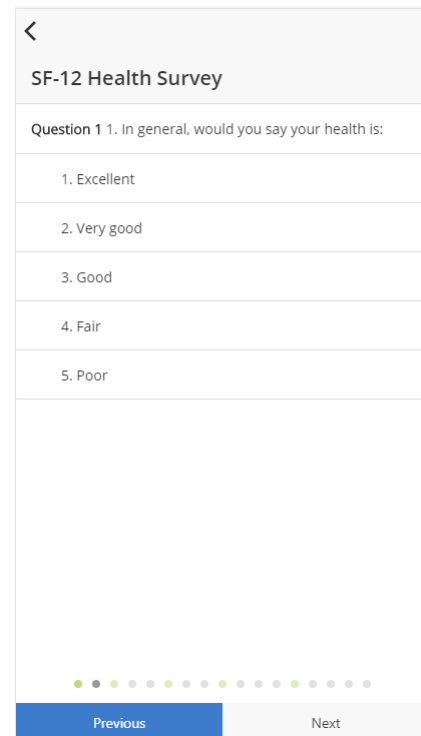 SF-12 Health Survey
Question 1 1. In general, would you say your health is:
1. Excellent
2. Very good
3. Good
4. Fair
5. Poor
Previous Next